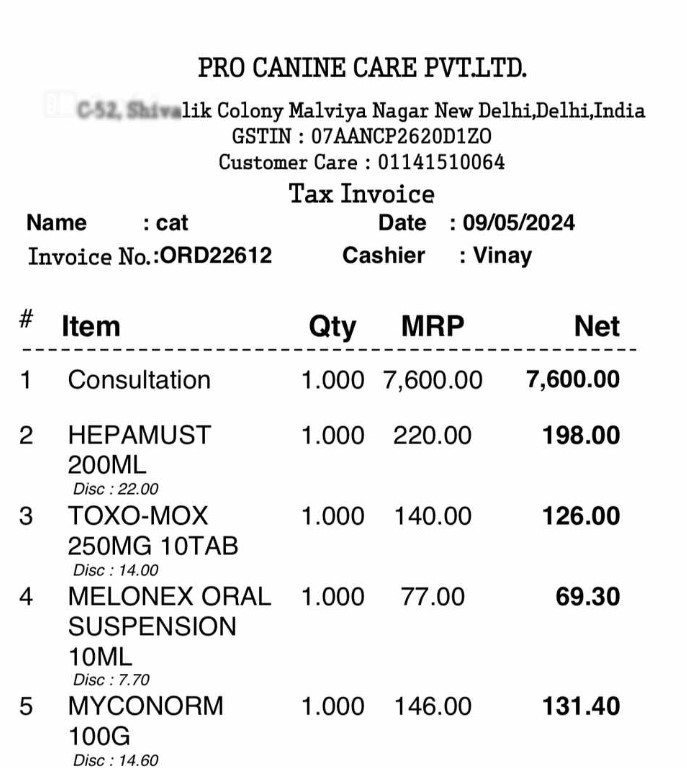 PRO CANINE CARE PVT.LTD.
C-52, Shivalik Colony Malviya Nagar New Delhi,Delhi,India
GSTIN : 07AANCP2620D1ZO
Customer Care : 01141510064
Tax Invoice
Name : cat Date : 09/05/2024
Invoice No.:ORD22612 Cashier : Vinay
# Item Qty MRP Net
1 Consultation 1.000 7,600.00 7,600.00
2 HEPAMUST 1.000 220.00 198.00
200ML
Disc : 22.00
3 TOXO-MOX 1.000 140.00 126.00
250MG 10TAB
Disc : 14.00
4 MELONEX ORAL 1.000 77.00 69.30
SUSPENSION
10ML
Disc : 7.70
5 MYCONORM 1.000 146.00 131.40
100G
Disc : 14.60